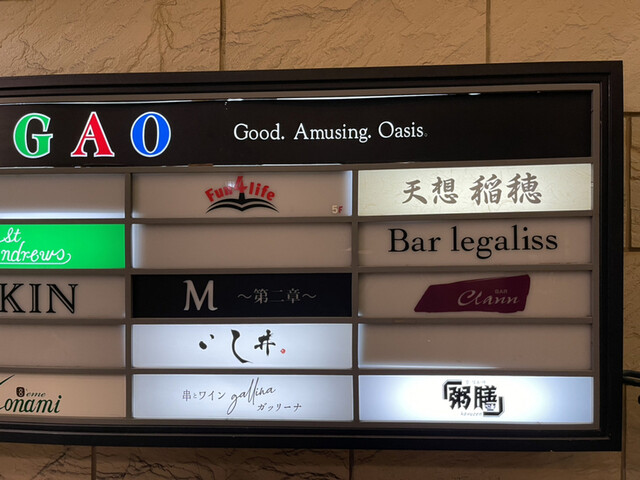 GAO
Good. Amusing. Oasis.
Fun4life
5F
天想 稲穂
St
ndrews
Bar legaliss
KIN
M ～第二章～
Clann
いし井
8eme
onami
串とワイン gallina
ガッリーナ
「粥膳」